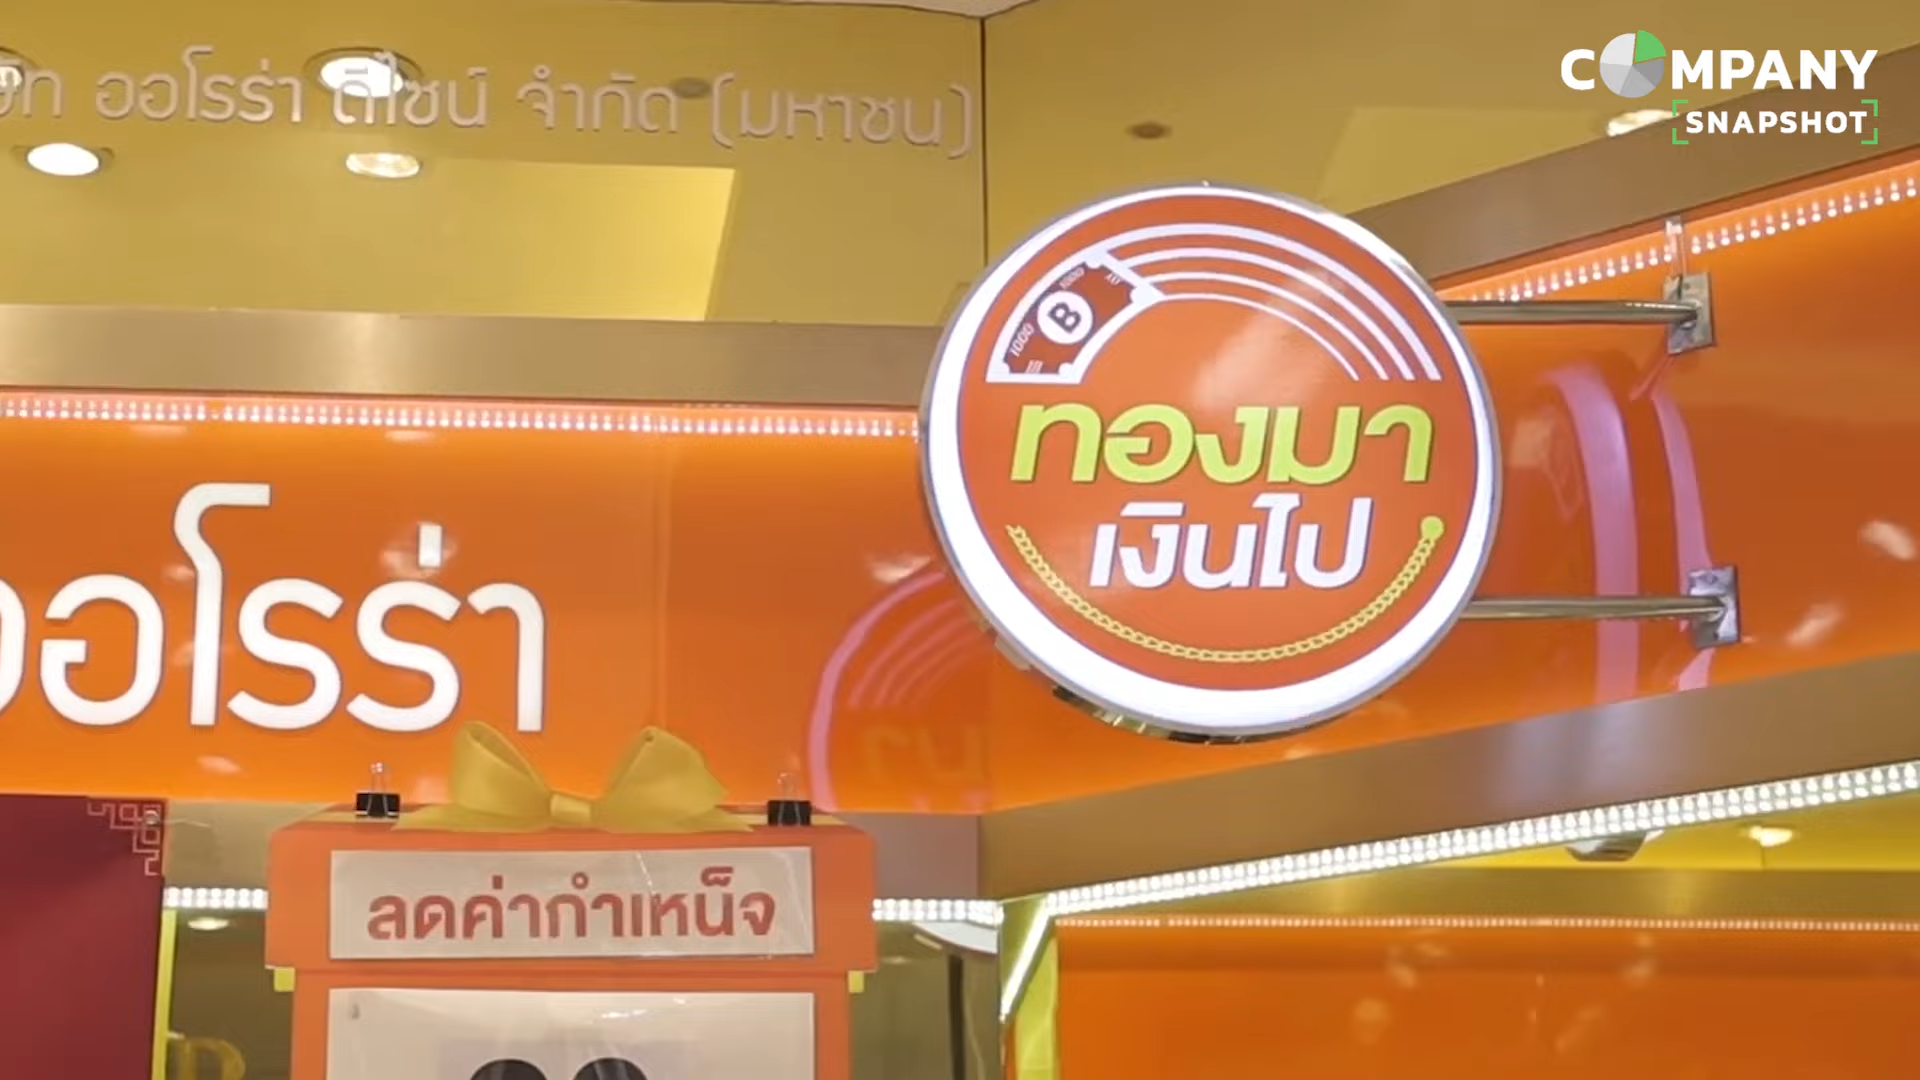 ออโรร่า ดีไซน์ จำกัด (มหาชน)
COMPANY
SNAPSHOT
1000
B
1000
ทองมา
เงินไป
ออโรร่า
ลดค่ากำเหน็จ